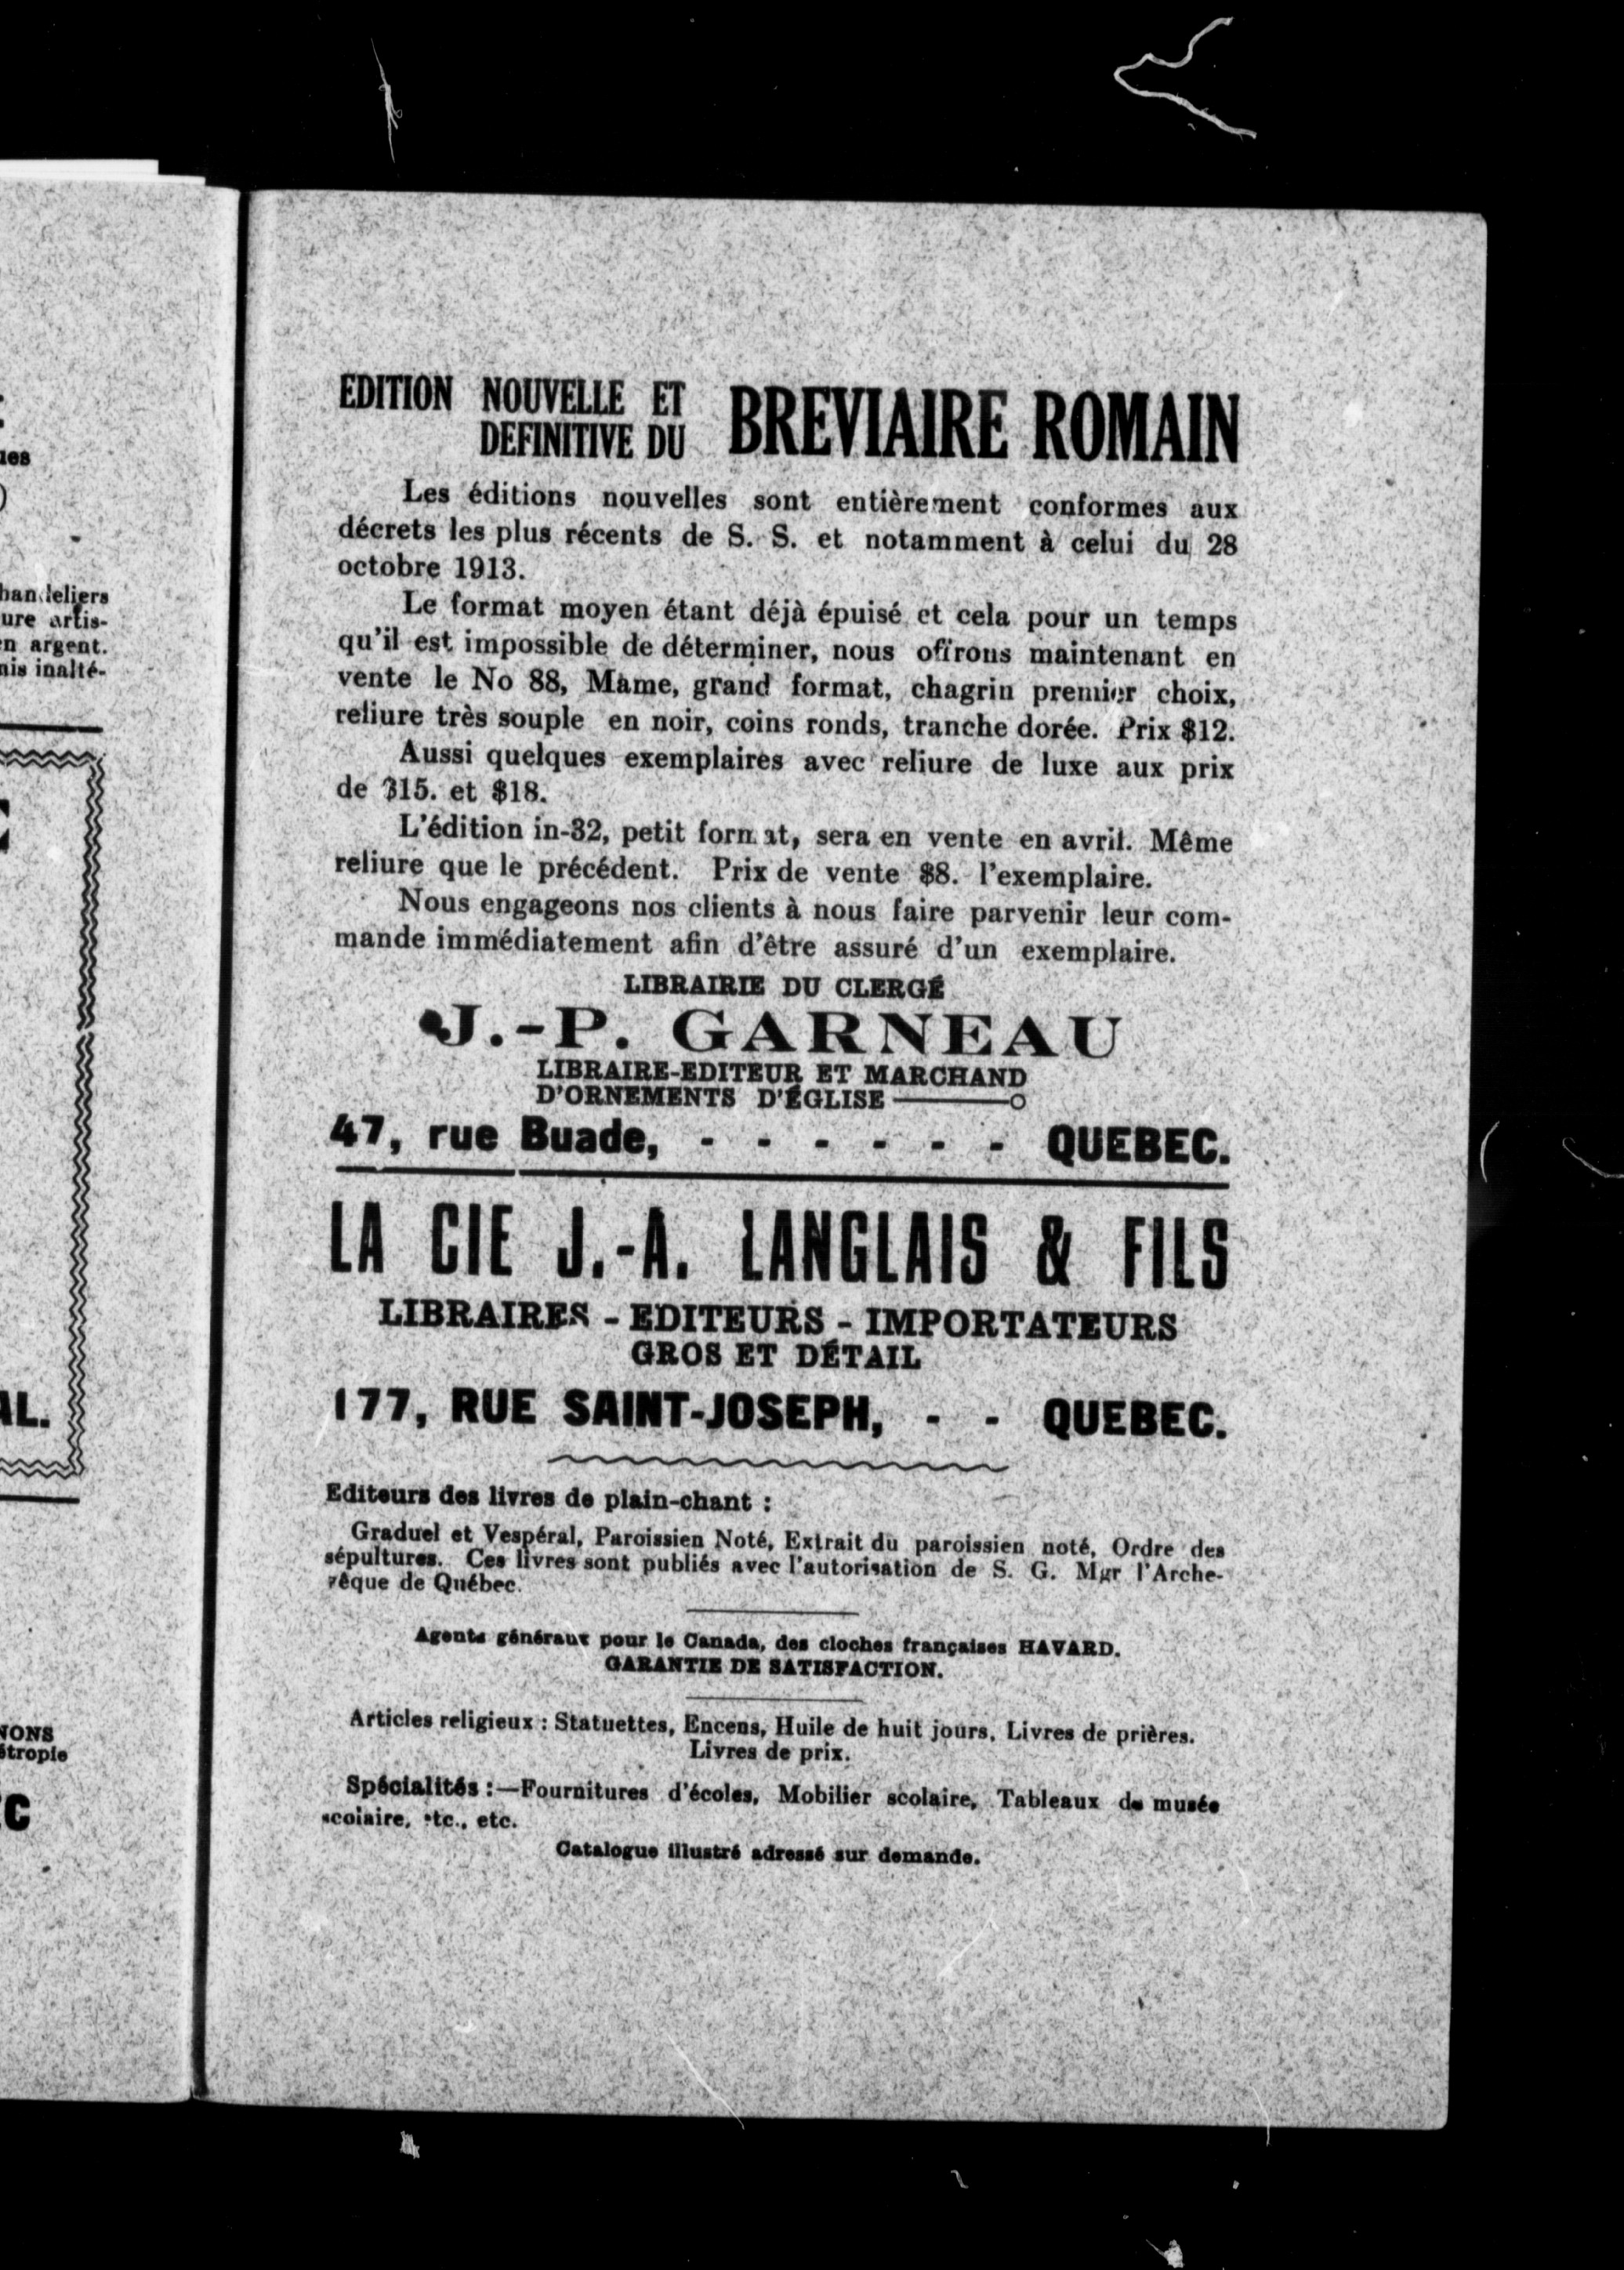 EDITION NOUVELLE ET
DEFINITIVE DU BREVIAIRE ROMAIN
Les éditions nouvelles sont entièrement conformes aux
décrets les plus récents de S. S. et notamment à celui du 28
octobre 1913.
Le format moyen étant déjà épuisé et cela pour un temps
qu'il est impossible de déterminer, nous offrons maintenant en
vente le No 88, Mame, grand format, chagrin premier choix,
reliure très souple en noir, coins ronds, tranche dorée. Prix $12.
Aussi quelques exemplaires avec reliure de luxe aux prix
de $15. et $18.
L'édition in-32, petit format, sera en vente en avril. Même
reliure que le précédent. Prix de vente $8. l'exemplaire.
Nous engageons nos clients à nous faire parvenir leur com-
mande immédiatement afin d'être assuré d'un exemplaire.
LIBRAIRIE DU CLERGÉ
J.-P. GARNEAU
LIBRAIRE-EDITEUR ET MARCHAND
D'ORNEMENTS D'ÉGLISE
47, rue Buade, - - - - - - QUEBEC.
LA CIE J.-A. LANGLAIS & FILS
LIBRAIRES - EDITEURS - IMPORTATEURS
GROS ET DÉTAIL
177, RUE SAINT-JOSEPH, - - QUEBEC.
Editeurs des livres de plain-chant :
Graduel et Vespéral, Paroissien Noté, Extrait du paroissien noté, Ordre des
sépultures. Ces livres sont publiés avec l'autorisation de S. G. Mgr l'Arche-
vêque de Québec.
Agents généraux pour le Canada, des cloches françaises HAVARD.
GARANTIE DE SATISFACTION.
Articles religieux : Statuettes, Encens, Huile de huit jours, Livres de prières.
Livres de prix.
Spécialités :—Fournitures d'écoles, Mobilier scolaire, Tableaux de musée
scolaire, etc., etc.
Catalogue illustré adressé sur demande.